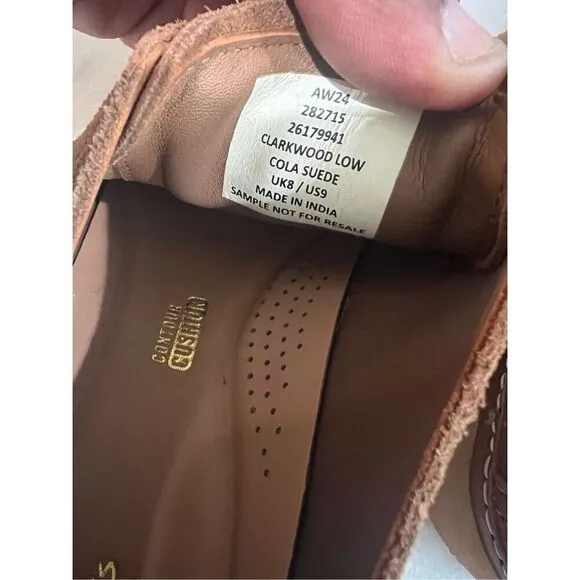 AW24
282715
26179941
CLARKWOOD LOW
COLA SUEDE
UK8 / US9
MADE IN INDIA
SAMPLE NOT FOR RESALE
CONTOUR
CUSHION